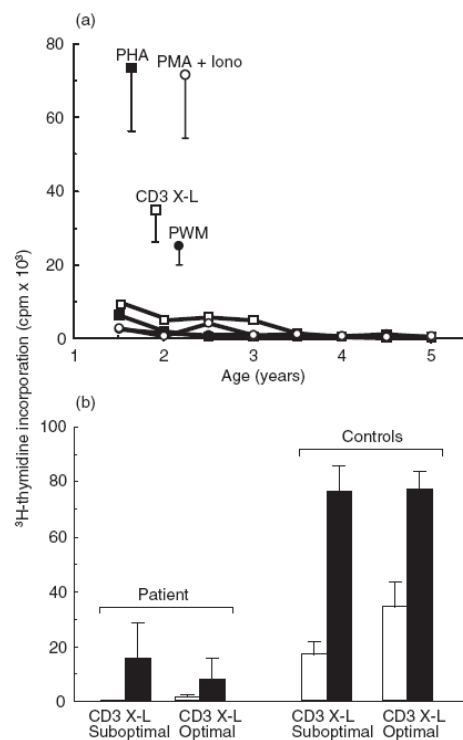 (a)
80
PHA
PMA + Iono
60
40
CD3 X-L
PWM
20
0
1 2 3 4 5
Age (years)
³H-thymidine incorporation (cpm x 10³)
(b)
100
Controls
80
60
40
Patient
20
0
CD3 X-L CD3 X-L CD3 X-L CD3 X-L
Suboptimal Optimal Suboptimal Optimal